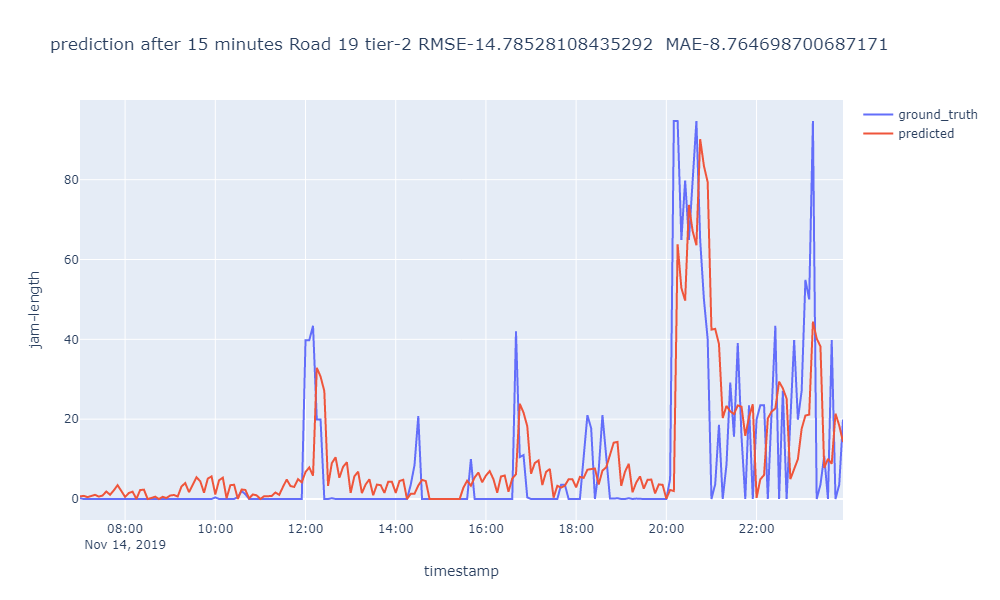 prediction after 15 minutes Road 19 tier-2 RMSE-14.78528108435292  MAE-8.764698700687171
ground_truth
predicted
jam-length
80
60
40
20
0
08:00
10:00
12:00
14:00
16:00
18:00
20:00
22:00
Nov 14, 2019
timestamp